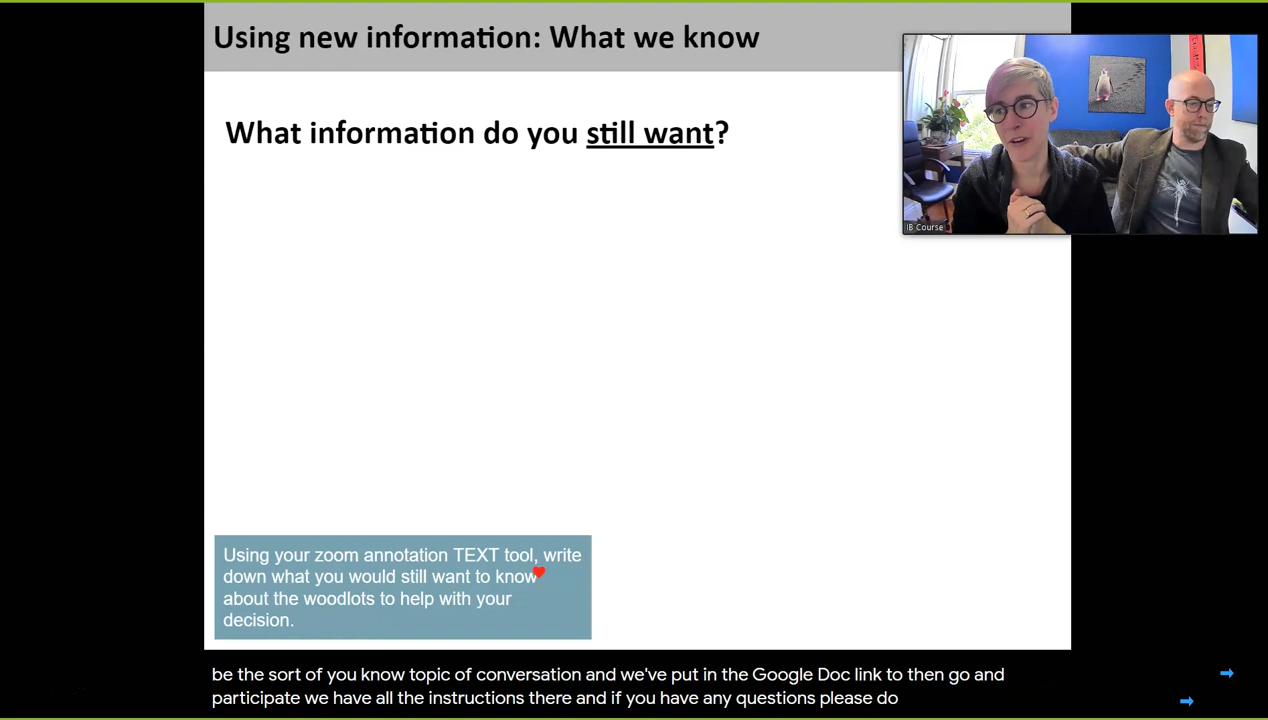 Using new information: What we know
What information do you still want?
IB Course
Using your zoom annotation TEXT tool, write
down what you would still want to know
about the woodlots to help with your
decision.
be the sort of you know topic of conversation and we've put in the Google Doc link to then go and
participate we have all the instructions there and if you have any questions please do